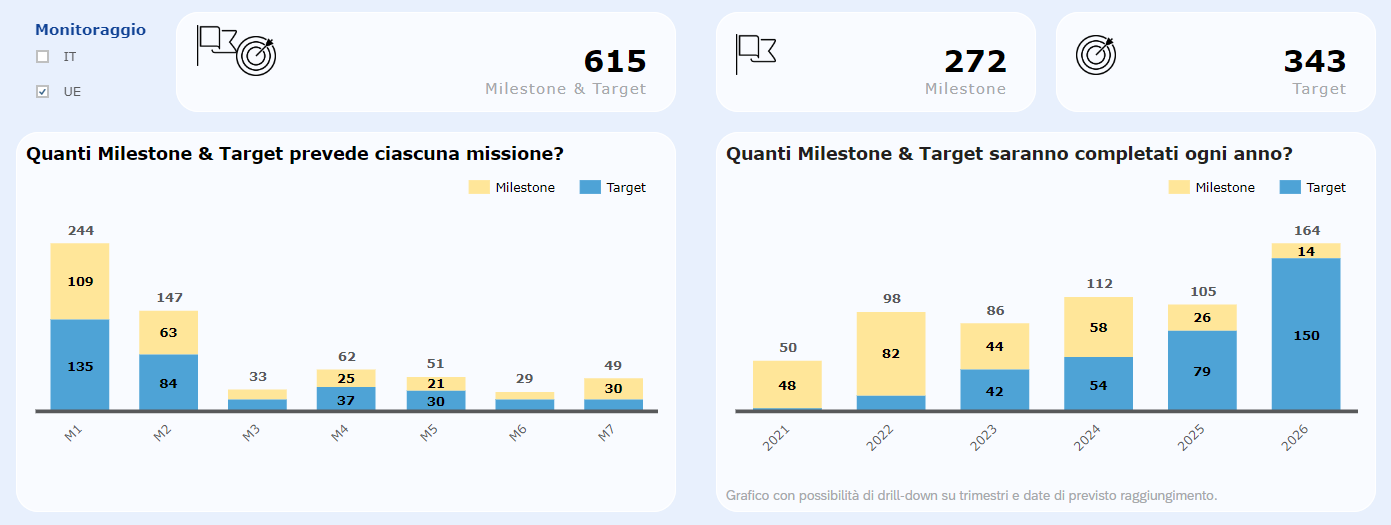 Monitoraggio
IT
UE
615
Milestone & Target
272
Milestone
343
Target
Quanti Milestone & Target prevede ciascuna missione?
Milestone Target
244
109
135
147
63
84
33
62
25
37
51
21
30
29
49
30
M1 M2 M3 M4 M5 M6 M7
Quanti Milestone & Target saranno completati ogni anno?
Milestone Target
50
48
98
82
86
44
42
112
58
54
105
26
79
164
14
150
2021 2022 2023 2024 2025 2026
Grafico con possibilità di drill-down su trimestri e date di previsto raggiungimento.